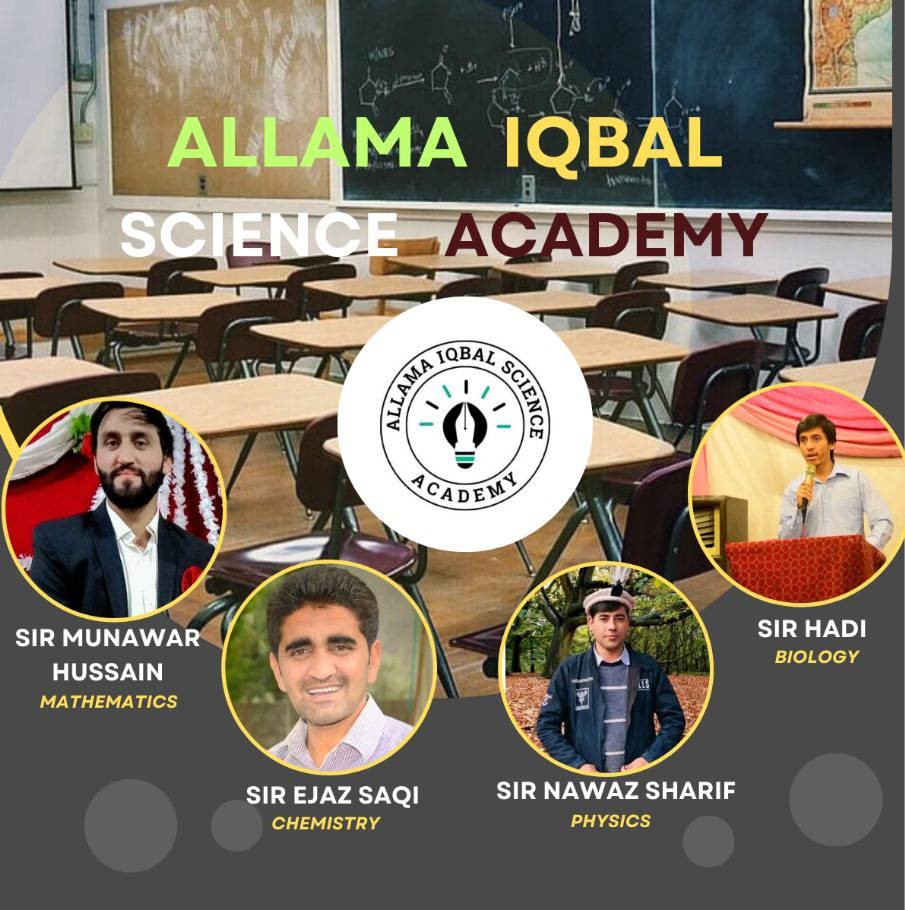 ALLAMA IQBAL
SCIENCE ACADEMY
ALLAMA IQBAL SCIENCE
ACADEMY
SIR MUNAWAR
HUSSAIN
MATHEMATICS
SIR EJAZ SAQI
CHEMISTRY
SIR NAWAZ SHARIF
PHYSICS
SIR HADI
BIOLOGY